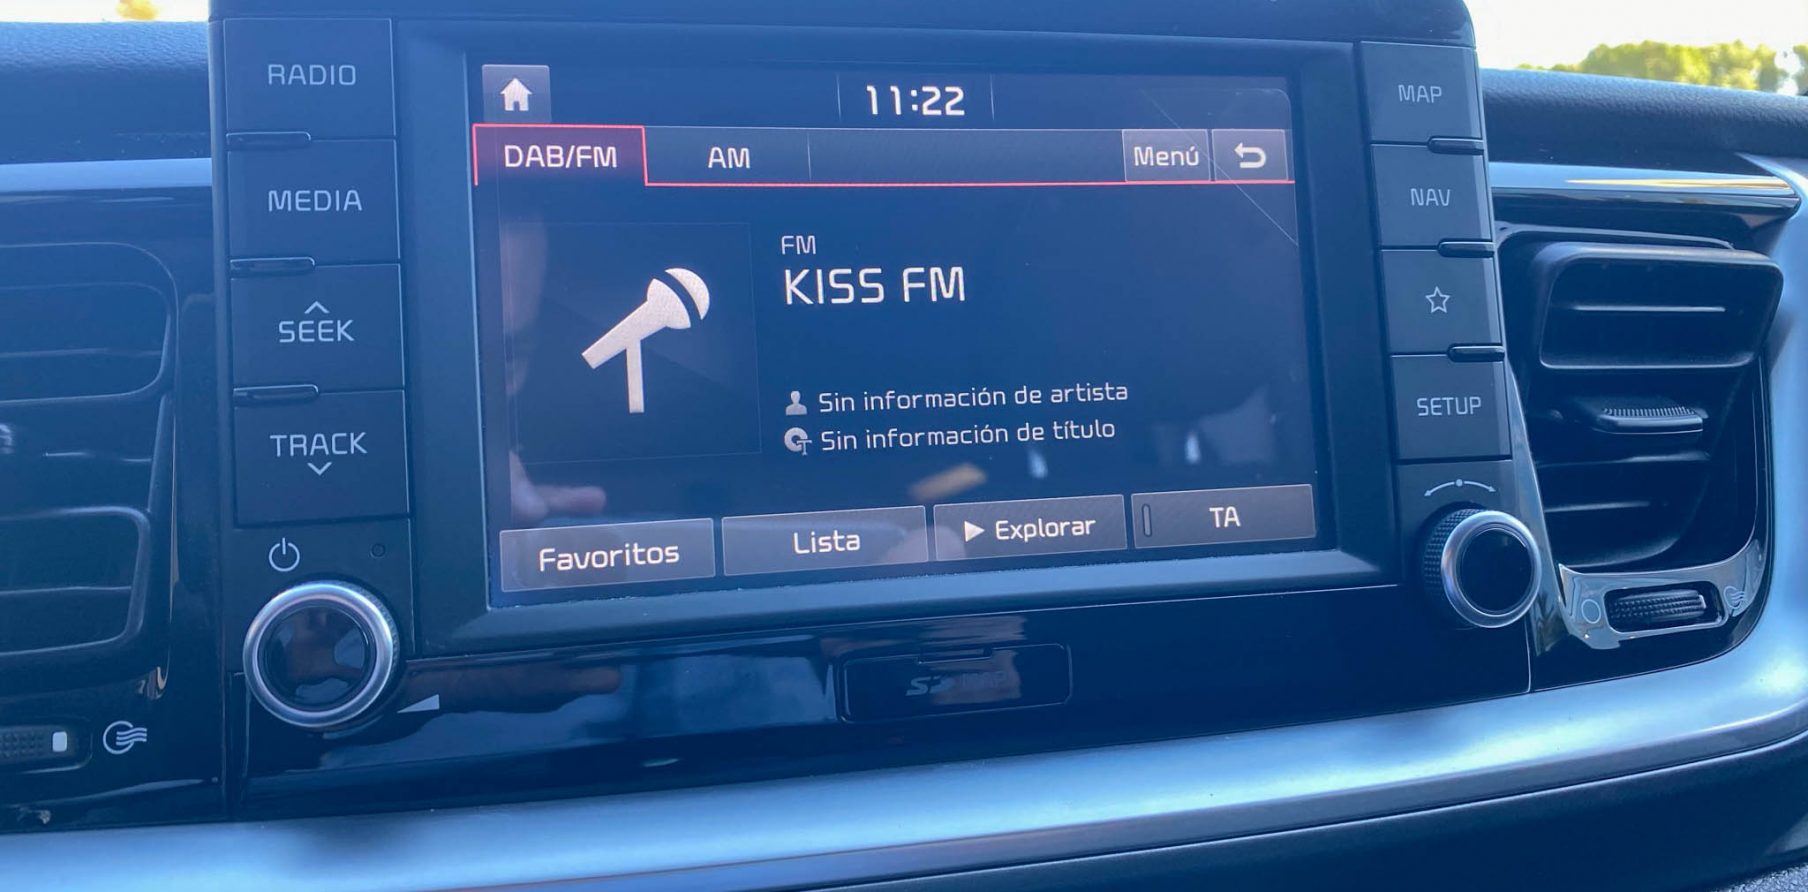 RADIO
MEDIA
SEEK
TRACK
11:22
DAB/FM
AM
Menú
FM
KISS FM
Sin información de artista
Sin información de título
Favoritos
Lista
Explorar
TA
MAP
NAV
SETUP